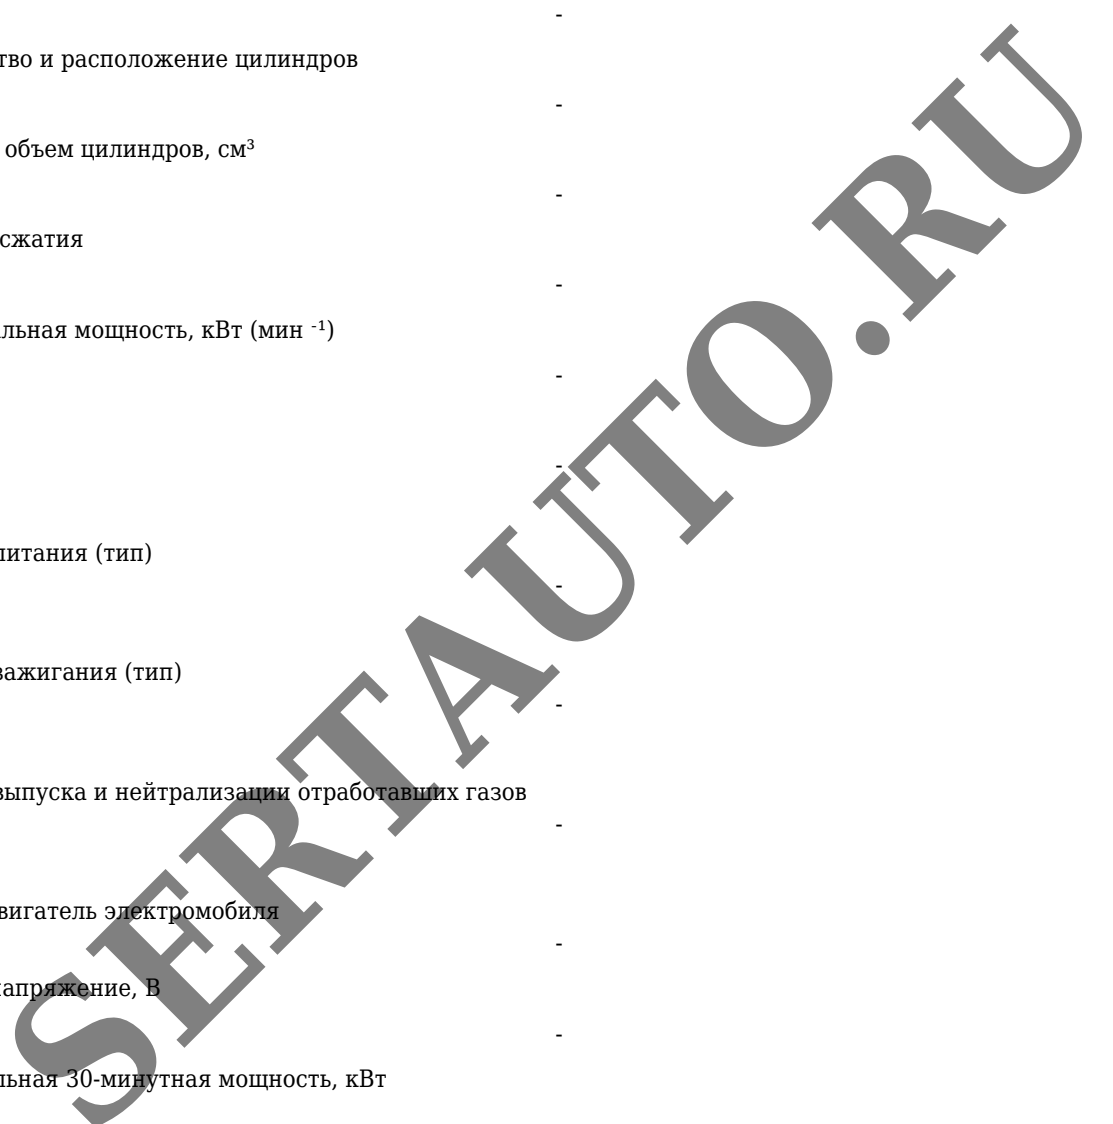 -
тво и расположение цилиндров
-
объем цилиндров, см³
-
сжатия
-
льная мощность, кВт (мин ⁻¹)
-
-
питания (тип)
-
зажигания (тип)
-
выпуска и нейтрализации отработавших газов
-
вигатель электромобиля
-
напряжение, В
-
льная 30-минутная мощность, кВт
SERTAUTO.RU